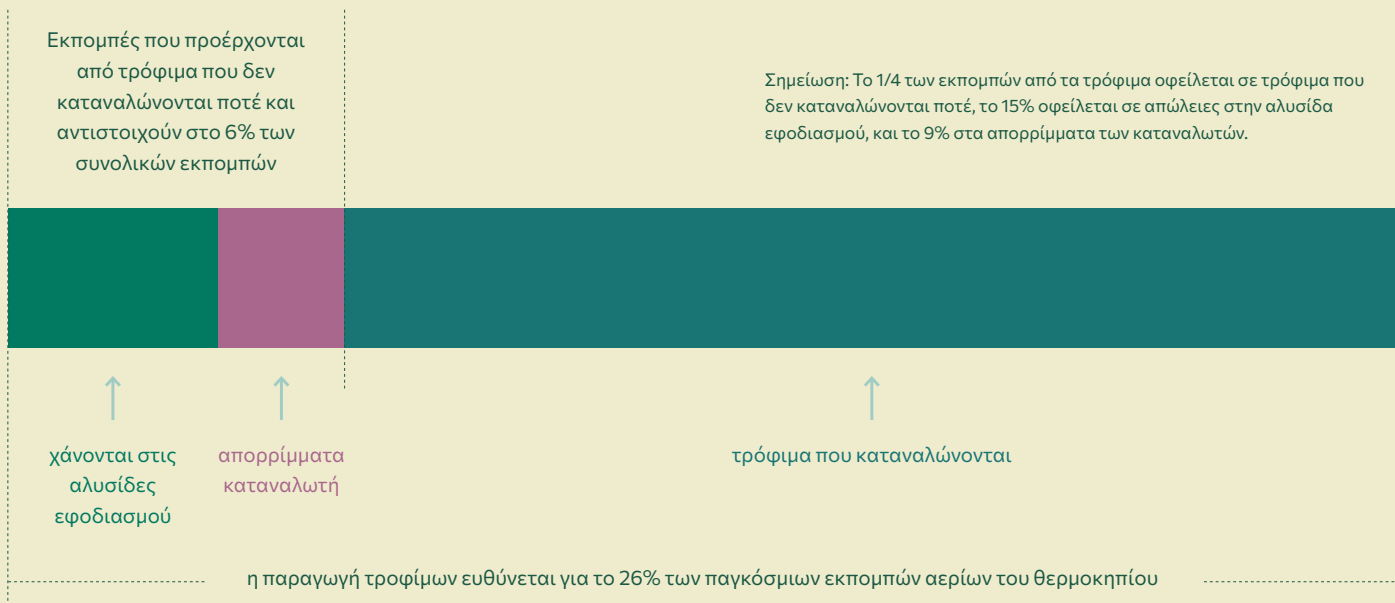 Εκπομπές που προέρχονται
από τρόφιμα που δεν
καταναλώνονται ποτέ και
αντιστοιχούν στο 6% των
συνολικών εκπομπών
Σημείωση: Το 1/4 των εκπομπών από τα τρόφιμα οφείλεται σε τρόφιμα που
δεν καταναλώνονται ποτέ, το 15% οφείλεται σε απώλειες στην αλυσίδα
εφοδιασμού, και το 9% στα απορρίμματα των καταναλωτών.
χάνονται στις
αλυσίδες
εφοδιασμού
απορρίμματα
καταναλωτή
τρόφιμα που καταναλώνονται
η παραγωγή τροφίμων ευθύνεται για το 26% των παγκόσμιων εκπομπών αερίων του θερμοκηπίου